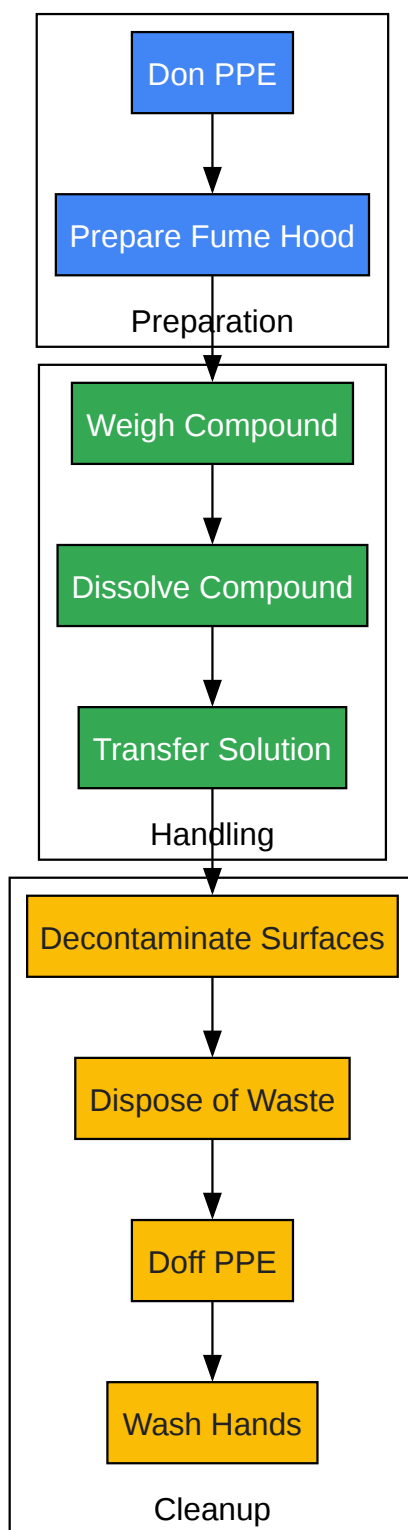 Don PPE
Prepare Fume Hood
Preparation
Weigh Compound
Dissolve Compound
Transfer Solution
Handling
Decontaminate Surfaces
Dispose of Waste
Doff PPE
Wash Hands
Cleanup